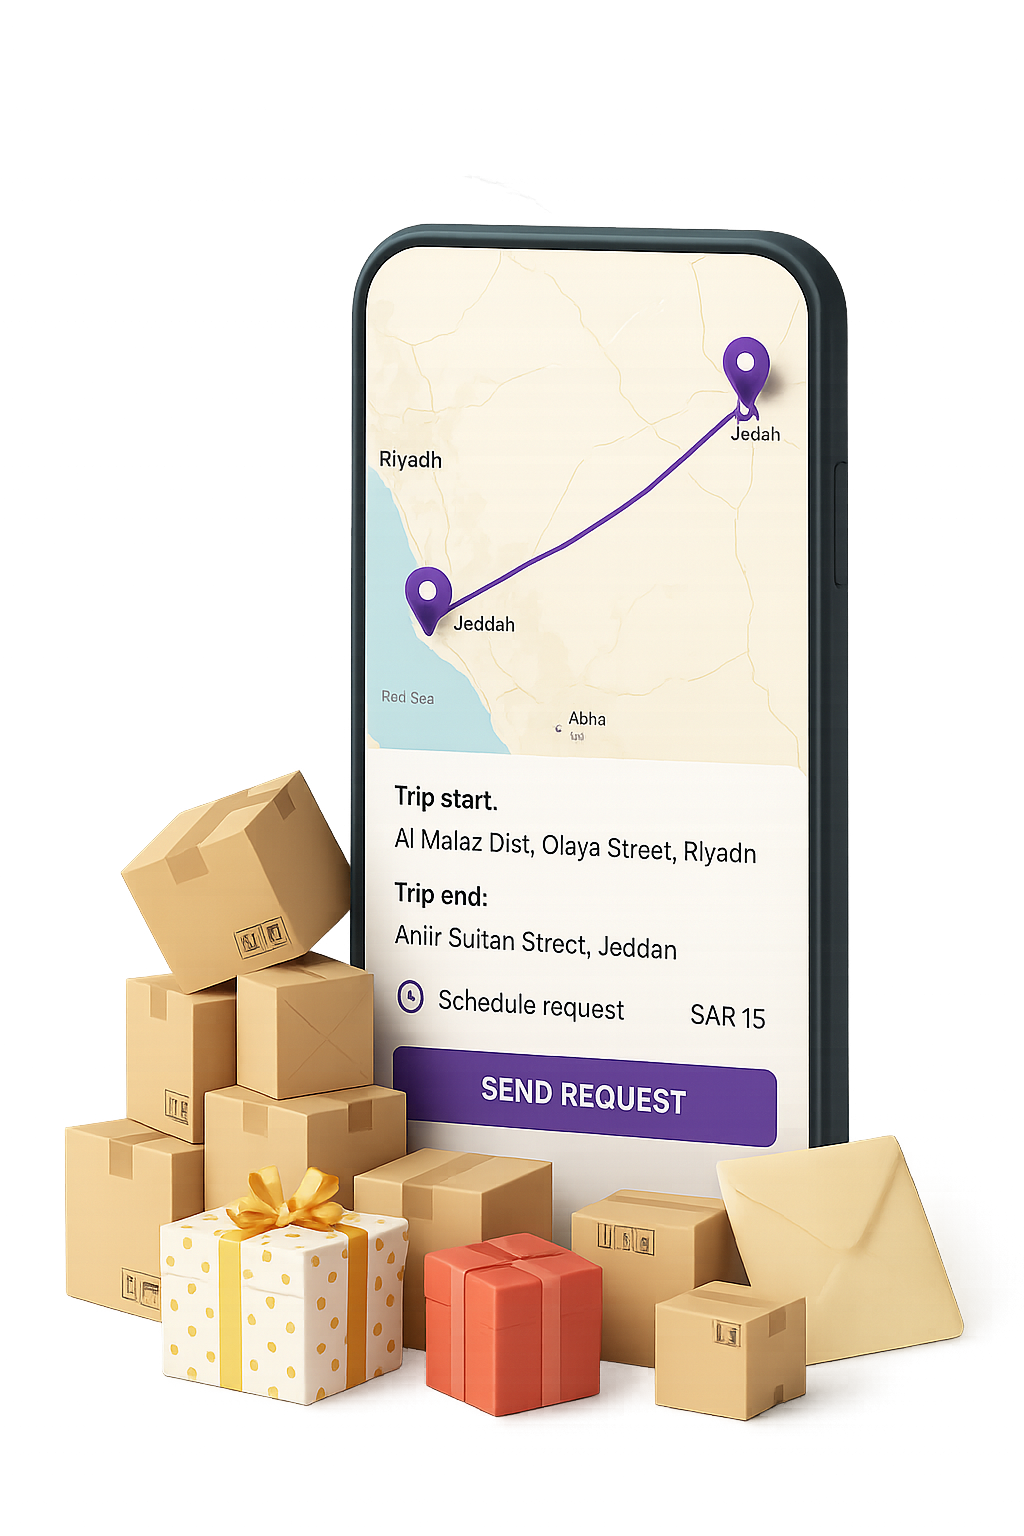 Jedah
Riyadh
Jeddah
Red Sea
Abha
Trip start.
Al Malaz Dist, Olaya Street, Rlyadn
Trip end:
Aniir Suitan Strect, Jeddan
Schedule request
SAR 15
SEND REQUEST